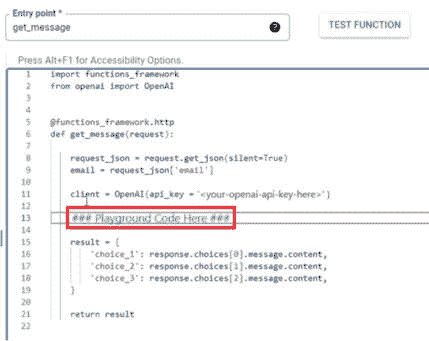 Entry point *
get_message
?
TEST FUNCTION
Press Alt+F1 for Accessibility Options.
1 import functions_framework
2 from openai import OpenAI
3
4
5 @functions_framework.http
6 def get_message(request):
7
8 request_json = request.get_json(silent=True)
9 email = request_json['email']
10
11 client = OpenAI(api_key = '<your-openai-api-key-here>')
12
13 ### Playground Code Here ###
14
15 result = {
16 'choice_1': response.choices[0].message.content,
17 'choice_2': response.choices[1].message.content,
18 'choice_3': response.choices[2].message.content,
19 }
20
21 return result
22